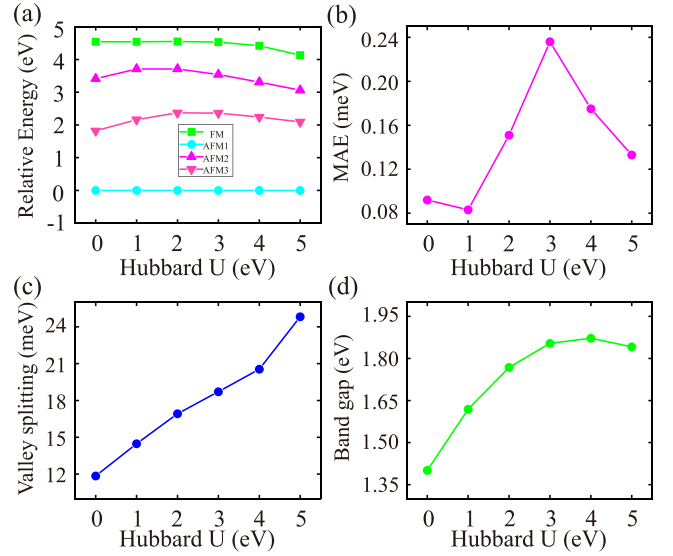 (a)
Relative Energy (eV)
5
4
3
2
1
0
-1
FM
AFM1
AFM2
AFM3
0 1 2 3 4 5
Hubbard U (eV)
(b)
MAE (meV)
0.24
0.20
0.16
0.12
0.08
0 1 2 3 4 5
Hubbard U (eV)
(c)
Valley splitting (meV)
24
21
18
15
12
0 1 2 3 4 5
Hubbard U (eV)
(d)
Band gap (eV)
1.95
1.80
1.65
1.50
1.35
0 1 2 3 4 5
Hubbard U (eV)